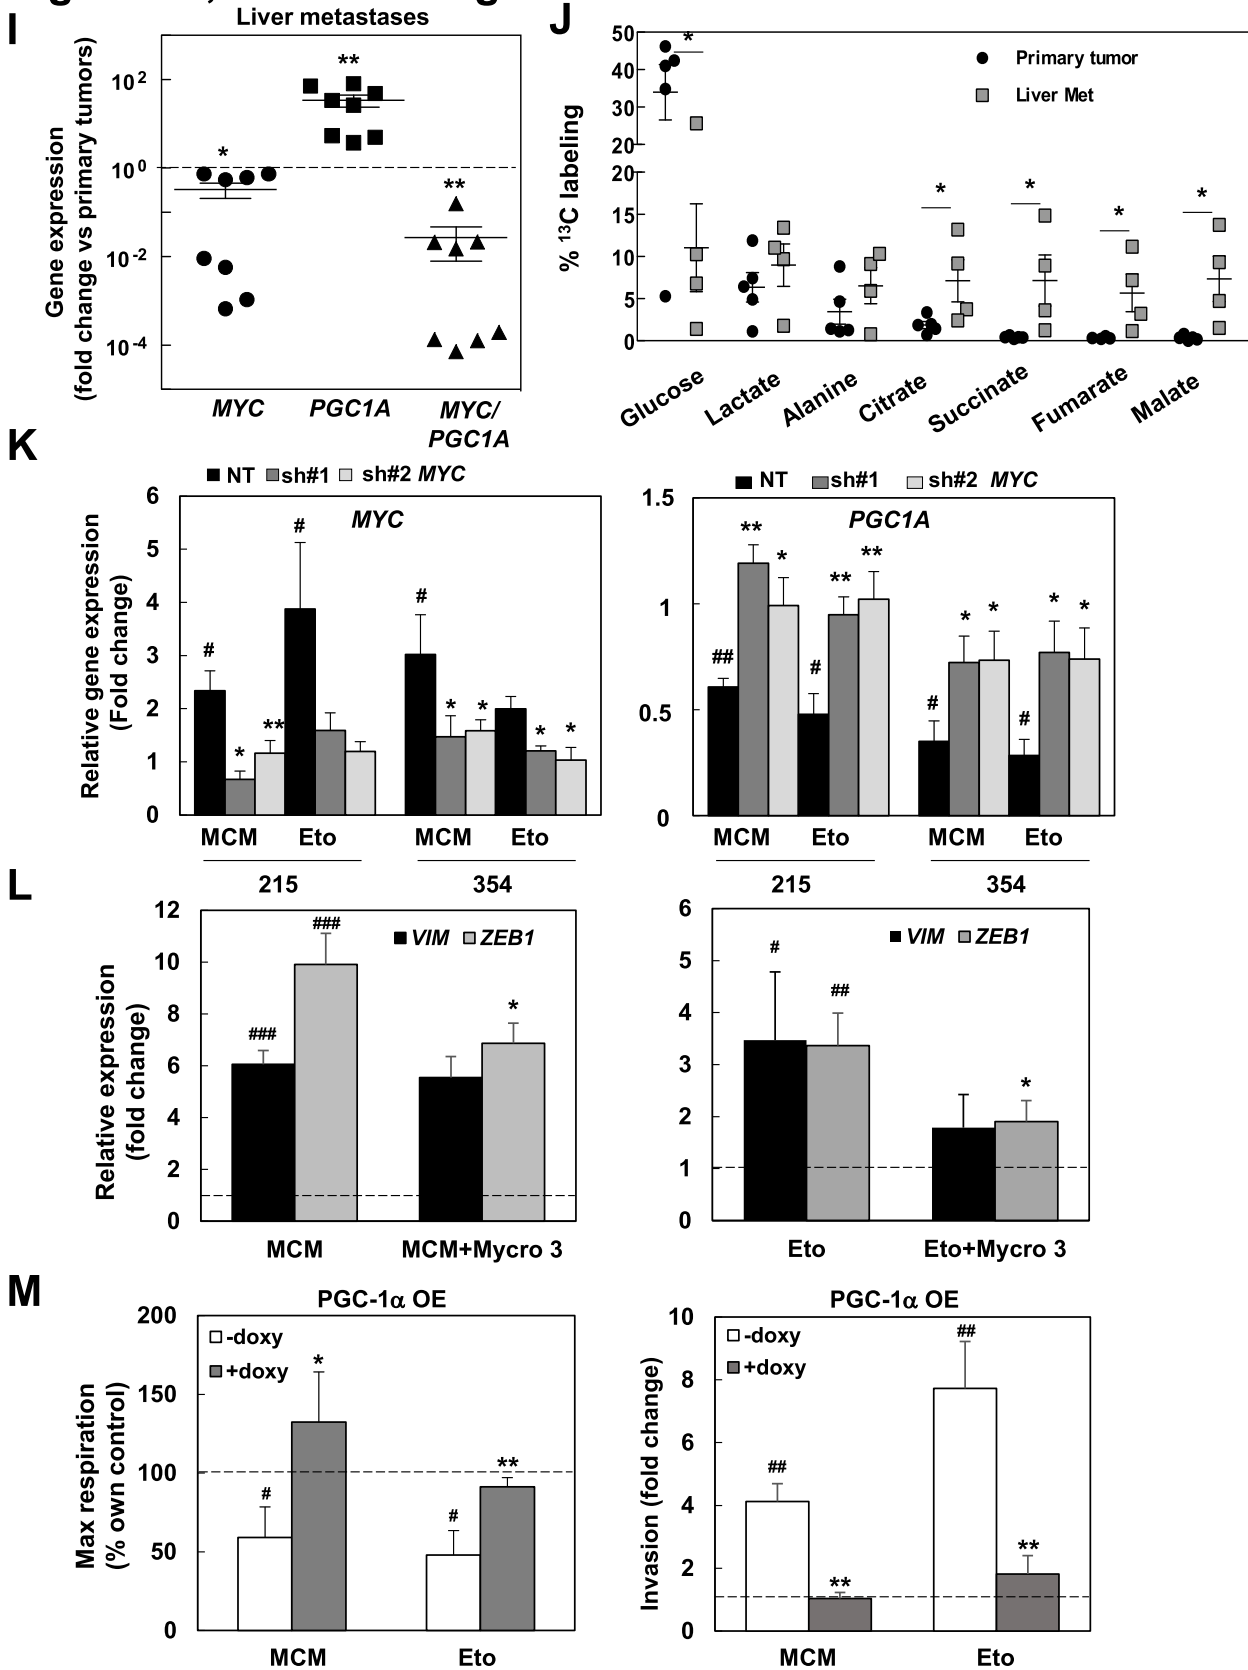 I
Liver metastases
Gene expression
(fold change vs primary tumors)
10²
10⁰
10⁻²
10⁻⁴
*
**
**
MYC
PGC1A
MYC/
PGC1A
J
% ¹³C labeling
50
40
30
20
20
15
10
5
0
Primary tumor
Liver Met
*
*
*
*
*
Glucose
Lactate
Alanine
Citrate
Succinate
Fumarate
Malate
K
NT sh#1 sh#2 MYC
MYC
Relative gene expression
(Fold change)
6
5
4
3
2
1
0
#
*
**
#
#
*
*
*
*
MCM Eto MCM Eto
215 354
NT sh#1 sh#2 MYC
PGC1A
1.5
1
0.5
0
##
**
*
#
**
**
#
*
*
#
*
*
MCM Eto MCM Eto
215 354
L
Relative expression
(fold change)
12
10
8
6
4
2
0
VIM ZEB1
###
###
*
MCM MCM+Mycro 3
6
5
4
3
2
1
0
VIM ZEB1
#
##
*
Eto Eto+Mycro 3
M
PGC-1α OE
Max respiration
(% own control)
200
150
100
50
0
-doxy
+doxy
#
*
#
**
MCM Eto
PGC-1α OE
Invasion (fold change)
10
8
6
4
2
0
-doxy
+doxy
##
**
##
**
MCM Eto